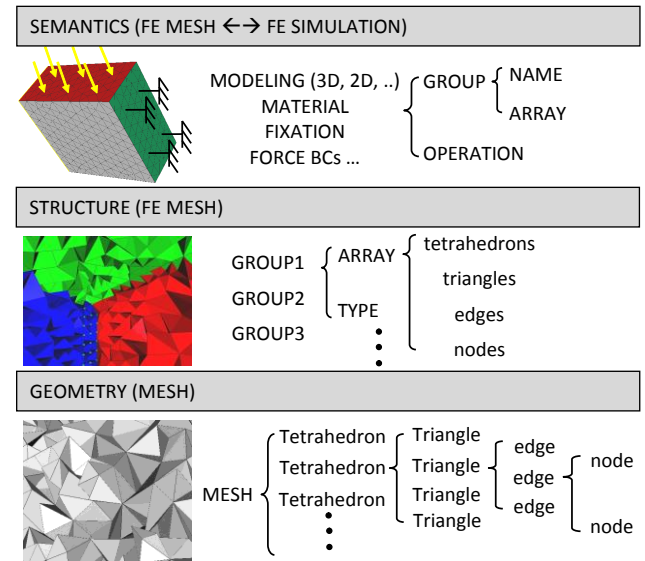 SEMANTICS (FE MESH ←→ FE SIMULATION)
MODELING (3D, 2D, ..)
MATERIAL
FIXATION
FORCE BCs ...
GROUP
NAME
ARRAY
OPERATION
STRUCTURE (FE MESH)
GROUP1
GROUP2
GROUP3
ARRAY
TYPE
tetrahedrons
triangles
edges
nodes
GEOMETRY (MESH)
MESH
Tetrahedron
Tetrahedron
Tetrahedron
Triangle
Triangle
Triangle
Triangle
edge
edge
edge
node
node